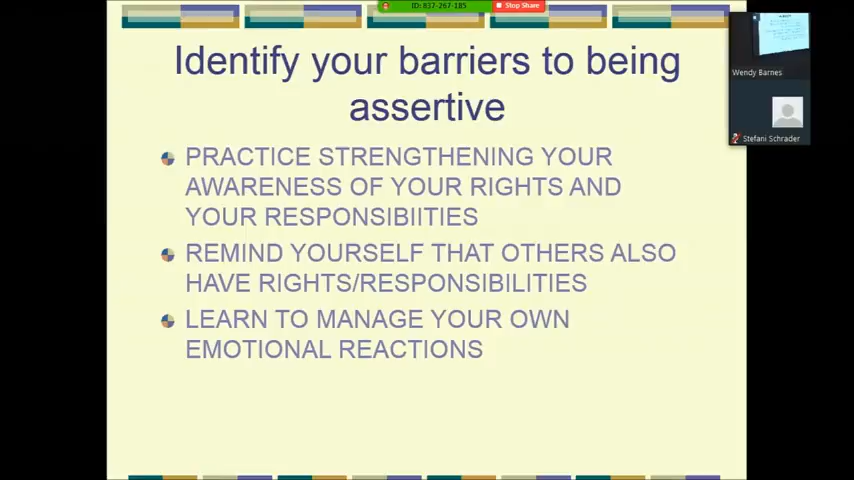 ID: 837-267-185
Stop Share
Identify your barriers to being
assertive
PRACTICE STRENGTHENING YOUR
AWARENESS OF YOUR RIGHTS AND
YOUR RESPONSIBIITIES
REMIND YOURSELF THAT OTHERS ALSO
HAVE RIGHTS/RESPONSIBILITIES
LEARN TO MANAGE YOUR OWN
EMOTIONAL REACTIONS
Wendy Barnes
Stefani Schrader